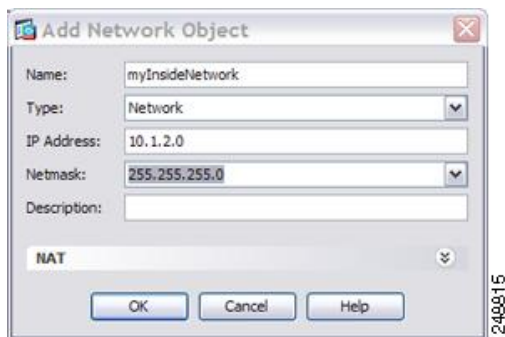 Add Network Object
Name: myInsideNetwork
Type: Network
IP Address: 10.1.2.0
Netmask: 255.255.255.0
Description:
NAT
OK Cancel Help
248815